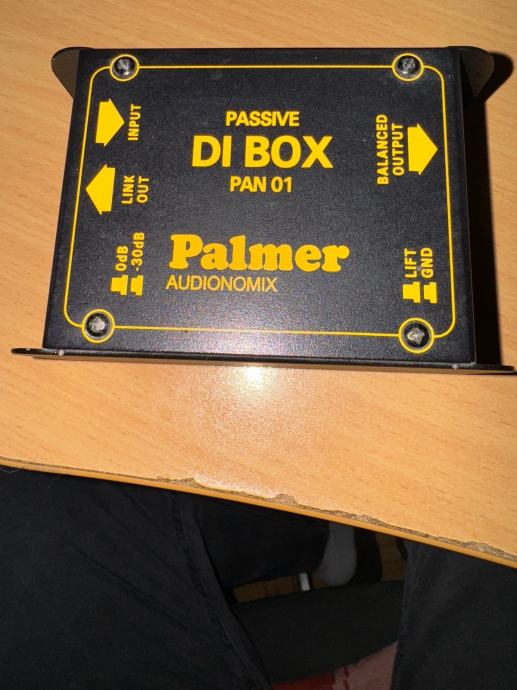 PASSIVE
DI BOX
PAN 01
INPUT
LINK
OUT
BALANCED
OUTPUT
0dB
-30dB
Palmer
AUDIONOMIX
LIFT
GND